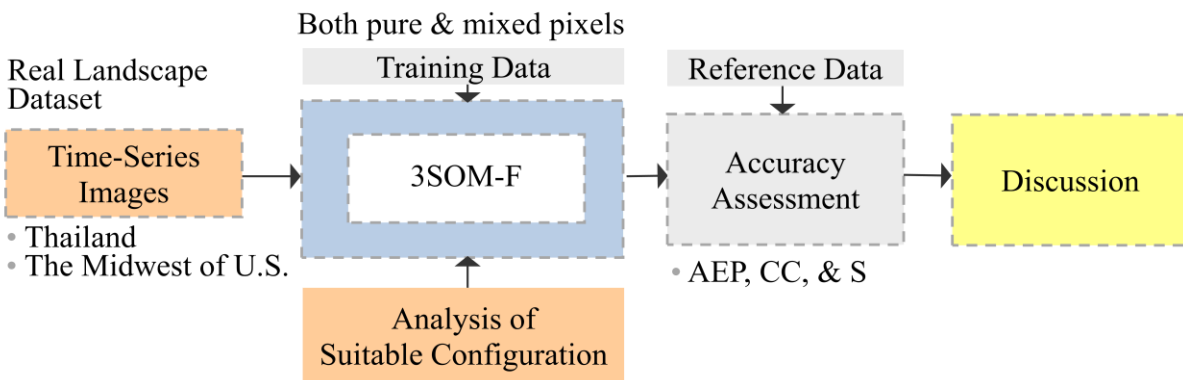 Both pure & mixed pixels
Training Data
Reference Data
Real Landscape
Dataset
Time-Series
Images
3SOM-F
Accuracy
Assessment
Discussion
• Thailand
• The Midwest of U.S.
• AEP, CC, & S
Analysis of
Suitable Configuration